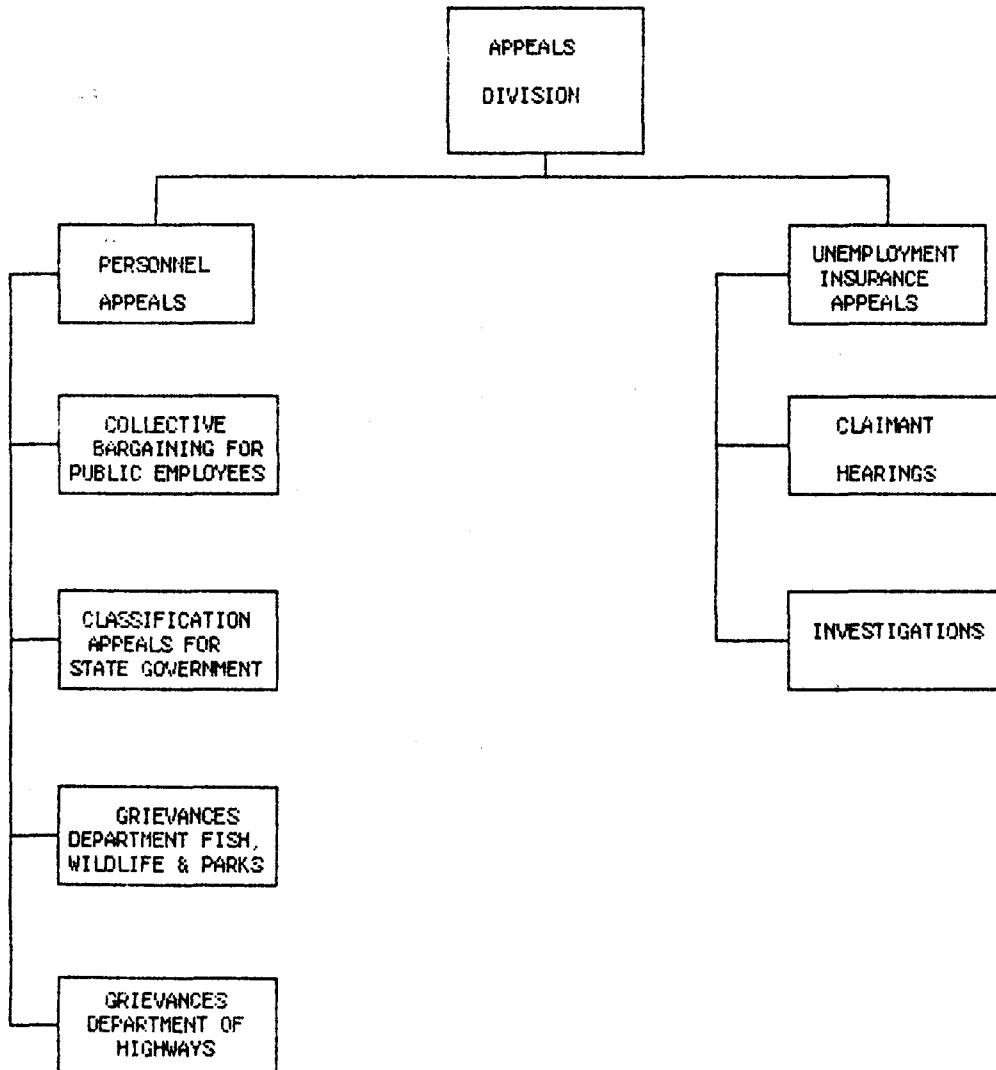 APPEALS
DIVISION
PERSONNEL
APPEALS
UNEMPLOYMENT
INSURANCE
APPEALS
COLLECTIVE
BARGAINING FOR
PUBLIC EMPLOYEES
CLAIMANT
HEARINGS
CLASSIFICATION
APPEALS FOR
STATE GOVERNMENT
INVESTIGATIONS
GRIEVANCES
DEPARTMENT FISH,
WILDLIFE & PARKS
GRIEVANCES
DEPARTMENT OF
HIGHWAYS